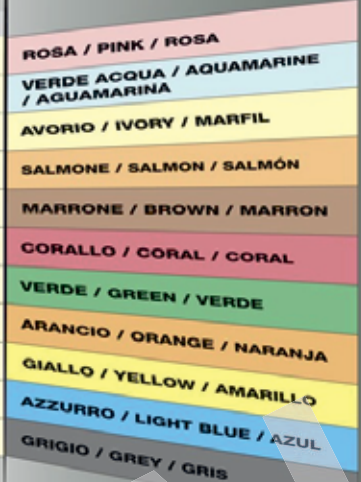 ROSA / PINK / ROSA
VERDE ACQUA / AQUAMARINE
/ AGUAMARINA
AVORIO / IVORY / MARFIL
SALMONE / SALMON / SALMÓN
MARRONE / BROWN / MARRON
CORALLO / CORAL / CORAL
VERDE / GREEN / VERDE
ARANCIO / ORANGE / NARANJA
GIALLO / YELLOW / AMARILLO
AZZURRO / LIGHT BLUE / AZUL
GRIGIO / GREY / GRIS